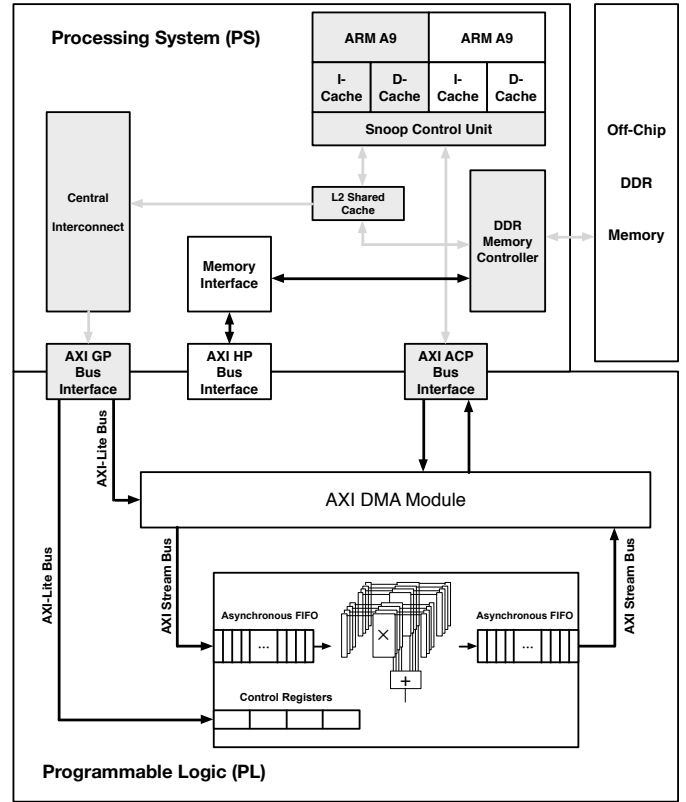 Processing System (PS)
ARM A9
ARM A9
I-
Cache
D-
Cache
I-
Cache
D-
Cache
Snoop Control Unit
Off-Chip
DDR
Memory
Central
Interconnect
L2 Shared
Cache
DDR
Memory
Controller
Memory
Interface
AXI GP
Bus
Interface
AXI HP
Bus
Interface
AXI ACP
Bus
Interface
AXI-Lite Bus
AXI DMA Module
AXI-Lite Bus
AXI Stream Bus
AXI Stream Bus
Asynchronous FIFO
Asynchronous FIFO
...
×
...
+
Control Registers
Programmable Logic (PL)